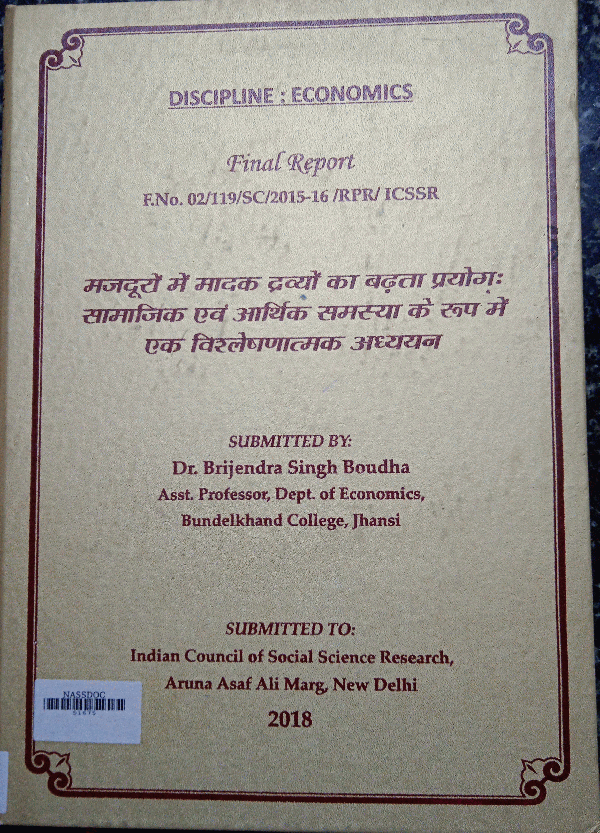 DISCIPLINE : ECONOMICS
Final Report
F.No. 02/119/SC/2015-16 /RPR/ ICSSR
मजदूरों में मादक द्रव्यों का बढ़ता प्रयोग़ः
सामाजिक एवं आर्थिक समस्या के रूप में
एक विश्लेषणात्मक अध्ययन
SUBMITTED BY:
Dr. Brijendra Singh Boudha
Asst. Professor, Dept. of Economics,
Bundelkhand College, Jhansi
SUBMITTED TO:
Indian Council of Social Science Research,
Aruna Asaf Ali Marg, New Delhi
2018
NASSDOC
51675